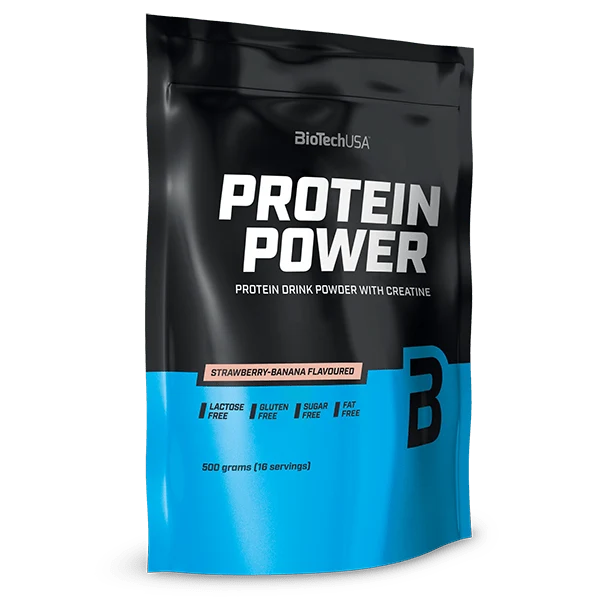 BioTechUSA
PROTEIN
POWER
PROTEIN DRINK POWDER WITH CREATINE
STRAWBERRY-BANANA FLAVOURED
LACTOSE FREE
GLUTEN FREE
SUGAR FREE
FAT FREE
B
500 grams (16 servings)